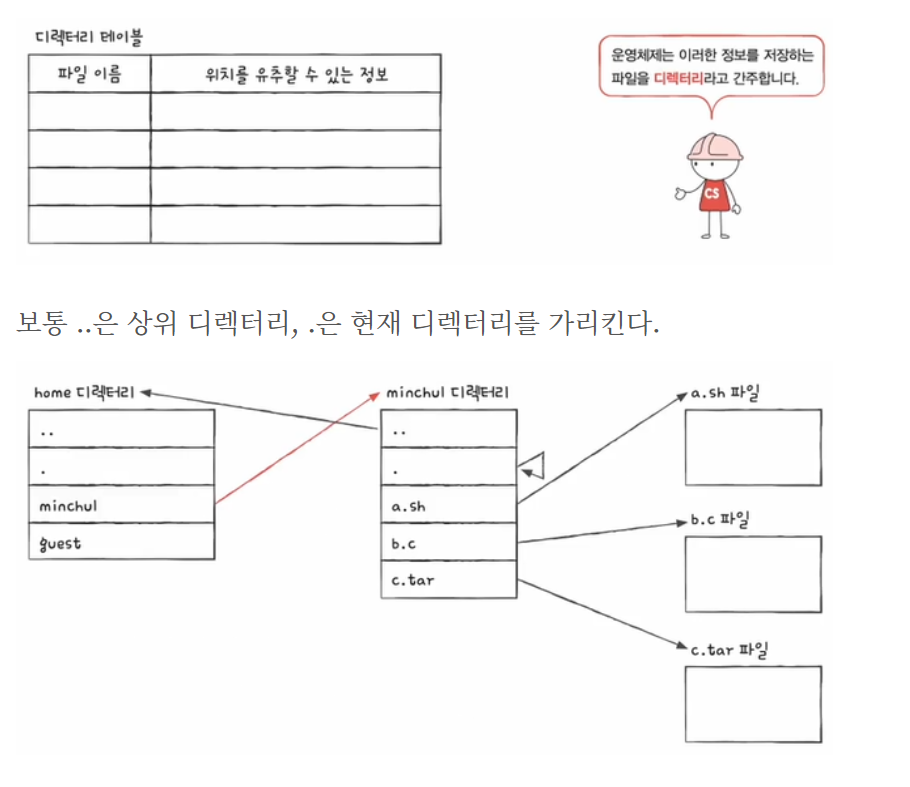 디렉터리 테이블
파일 이름
위치를 유추할 수 있는 정보
운영체제는 이러한 정보를 저장하는
파일을 디렉터리라고 간주합니다.
CS
보통 ..은 상위 디렉터리, .은 현재 디렉터리를 가리킨다.
home 디렉터리
..
.
minchul
guest
minchul 디렉터리
..
.
a.sh
b.c
c.tar
a.sh 파일
b.c 파일
c.tar 파일